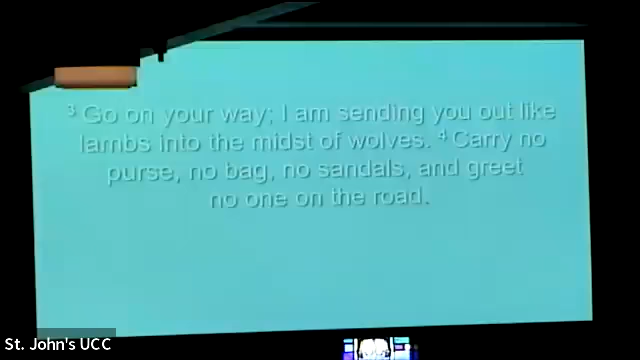 ³ Go on your way; I am sending you out like
lambs into the midst of wolves. ⁴ Carry no
purse, no bag, no sandals, and greet
no one on the road.
St. John's UCC